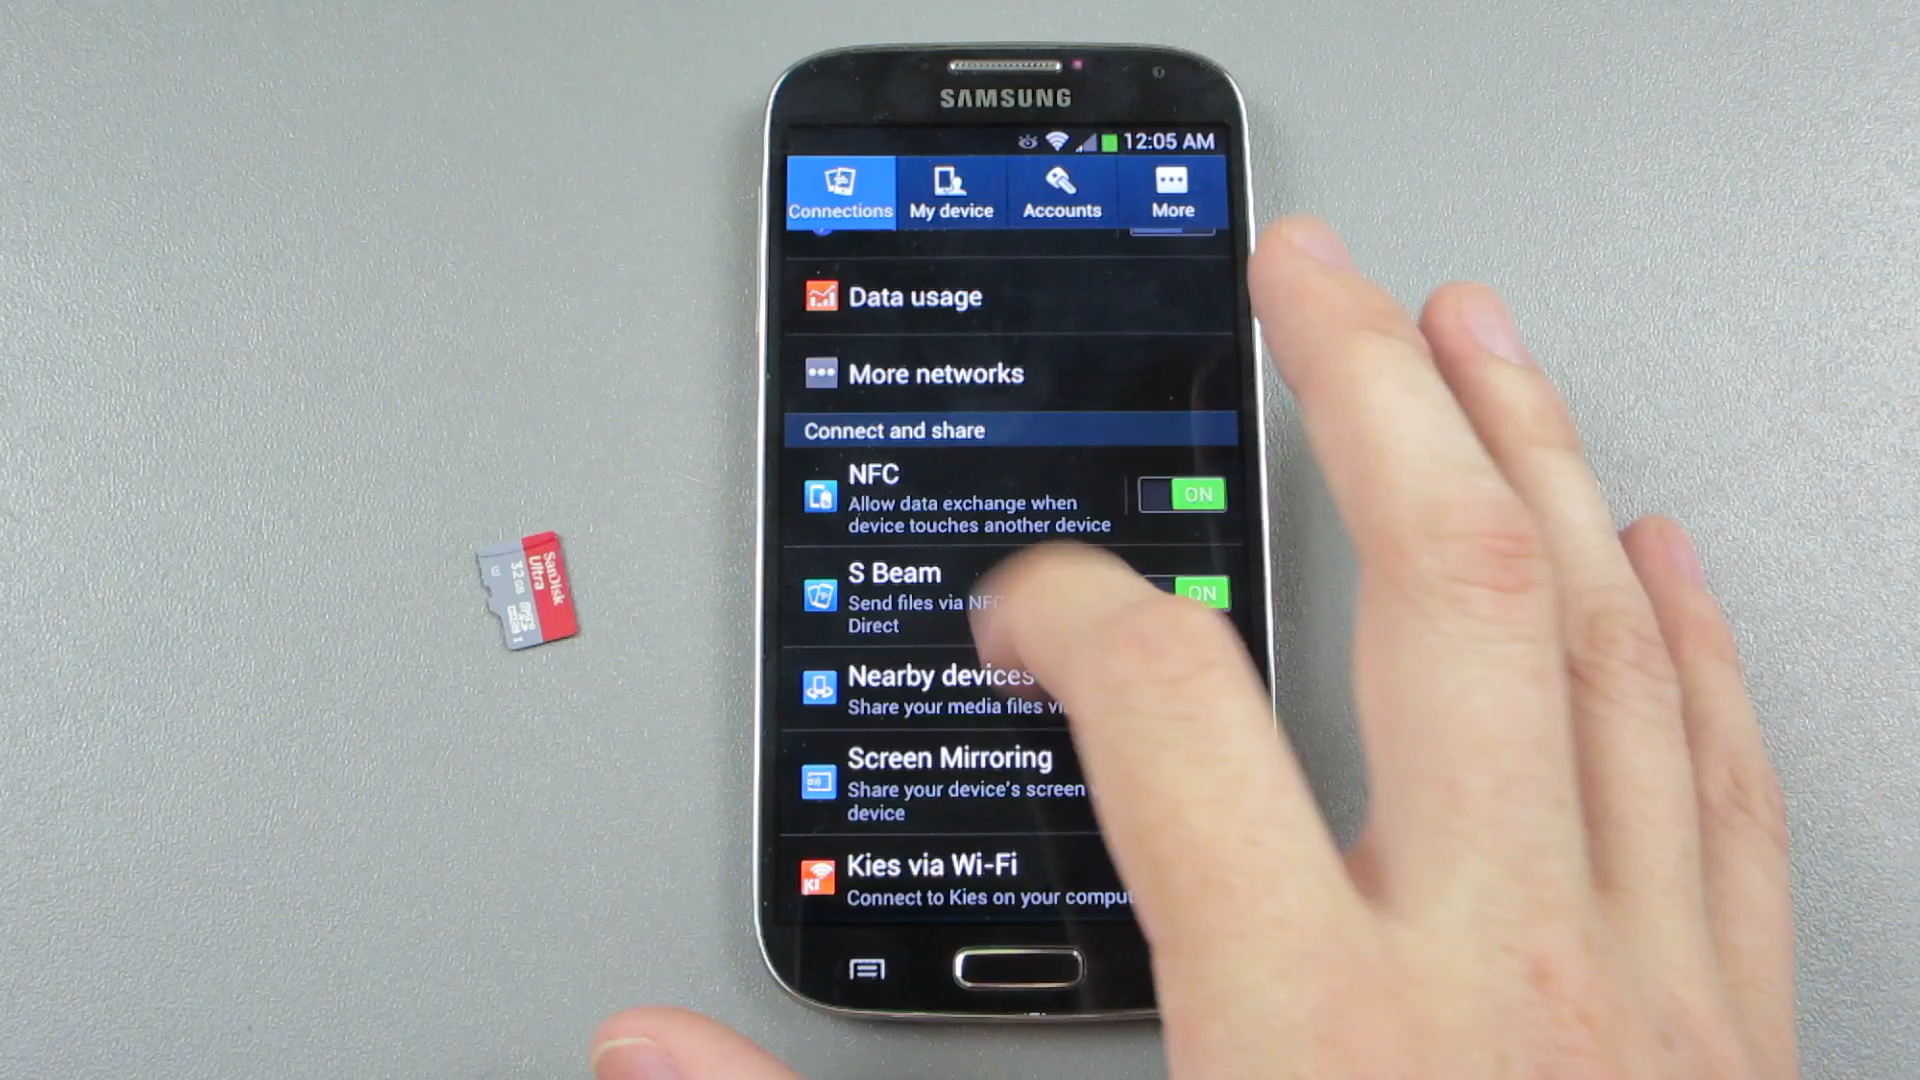 SAMSUNG
12:05 AM
Connections
My device
Accounts
More
Data usage
More networks
Connect and share
NFC
Allow data exchange when
device touches another device
ON
S Beam
Send files via NFC
Direct
ON
Nearby devices
Share your media files
Screen Mirroring
Share your device's screen
device
Kies via Wi-Fi
Connect to Kies on your comput
SanDisk
Ultra
32GB
micro